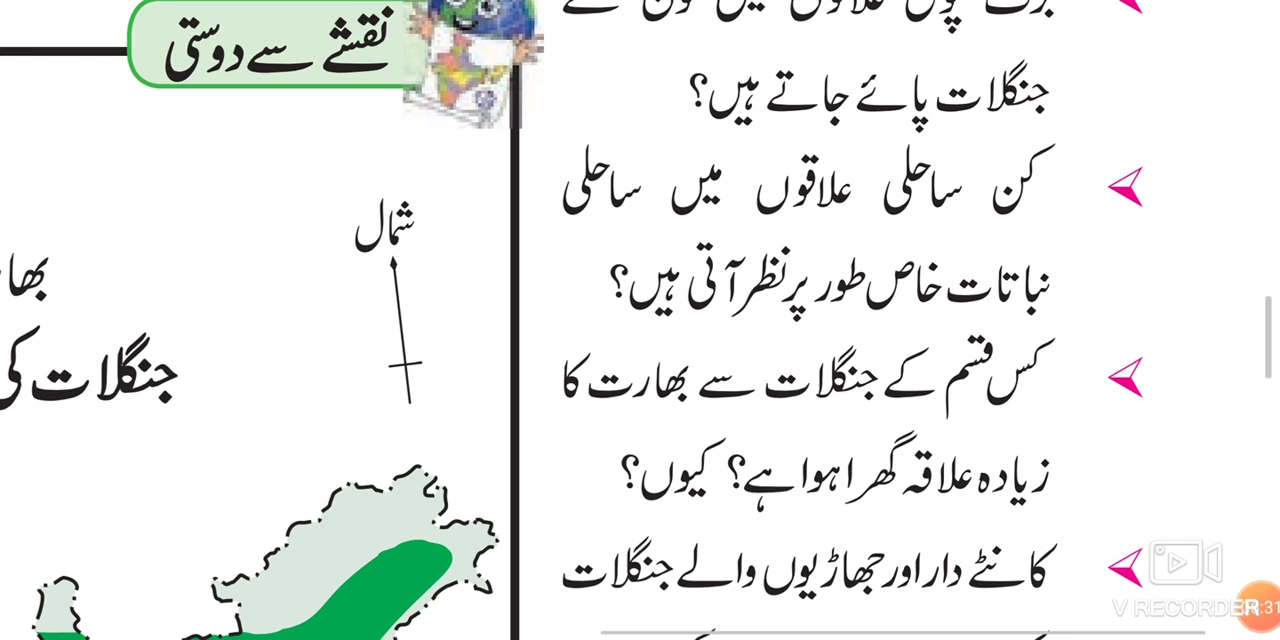 نقشے سے دوستی
جنگلات پائے جاتے ہیں؟
کن ساحلی علاقوں میں ساحلی
نباتات خاص طور پر نظر آتی ہیں؟
کس قسم کے جنگلات سے بھارت کا
زیادہ علاقہ گھرا ہوا ہے؟ کیوں؟
کانٹے دار اور جھاڑیوں والے جنگلات
شمال
جنگلات کی
V RECORDER